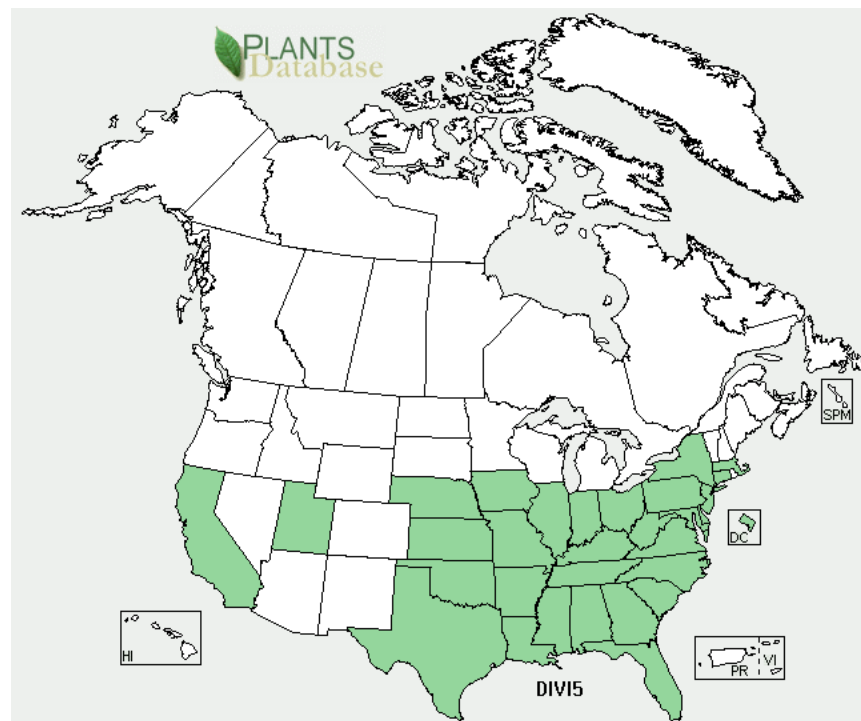 PLANTS
Database
SPM
DC
HI
PR
VI
DIVI5